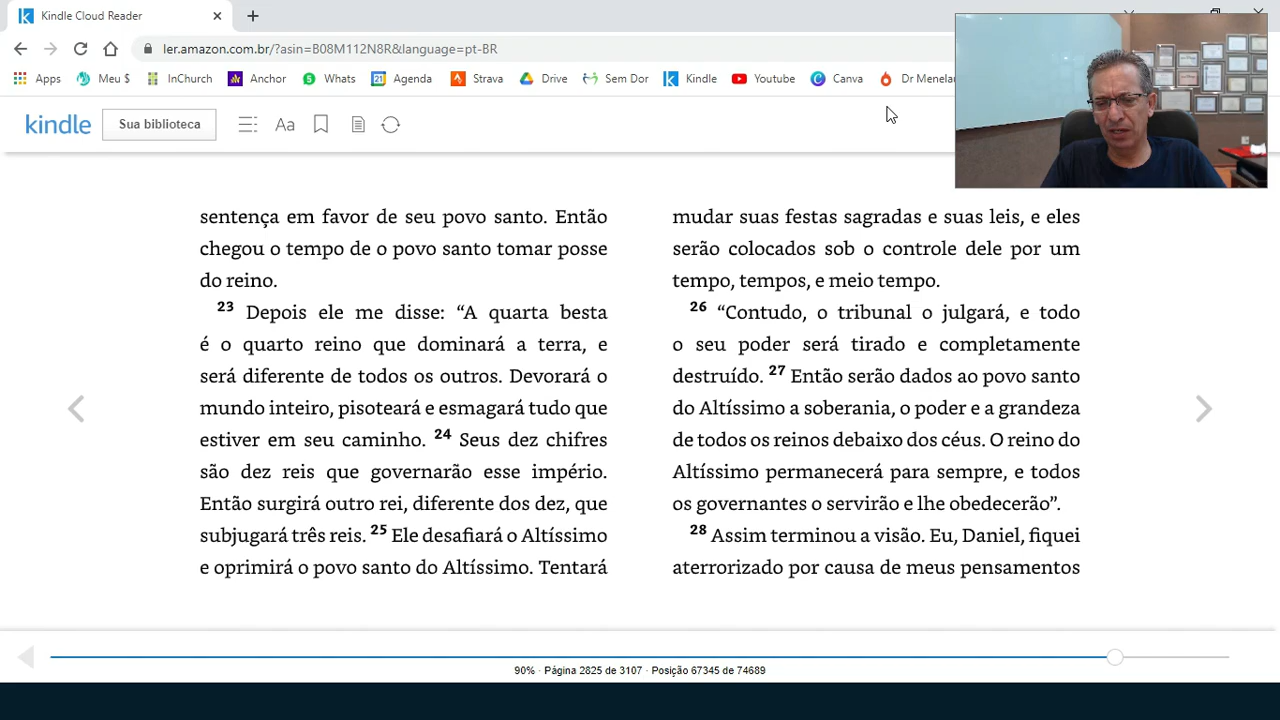 Kindle Cloud Reader
ler.amazon.com.br/?asin=B08M112N8R&language=pt-BR
Apps Meu $ InChurch Anchor Whats 21 Agenda Strava Drive Sem Dor Kindle Youtube Canva Dr Menela
kindle Sua biblioteca Aa
sentença em favor de seu povo santo. Então
chegou o tempo de o povo santo tomar posse
do reino.
23 Depois ele me disse: “A quarta besta
é o quarto reino que dominará a terra, e
será diferente de todos os outros. Devorará o
mundo inteiro, pisoteará e esmagará tudo que
estiver em seu caminho. 24 Seus dez chifres
são dez reis que governarão esse império.
Então surgirá outro rei, diferente dos dez, que
subjugará três reis. 25 Ele desafiará o Altíssimo
e oprimirá o povo santo do Altíssimo. Tentará
mudar suas festas sagradas e suas leis, e eles
serão colocados sob o controle dele por um
tempo, tempos, e meio tempo.
26 “Contudo, o tribunal o julgará, e todo
o seu poder será tirado e completamente
destruído. 27 Então serão dados ao povo santo
do Altíssimo a soberania, o poder e a grandeza
de todos os reinos debaixo dos céus. O reino do
Altíssimo permanecerá para sempre, e todos
os governantes o servirão e lhe obedecerão”.
28 Assim terminou a visão. Eu, Daniel, fiquei
aterrorizado por causa de meus pensamentos
90% · Página 2825 de 3107 · Posição 67345 de 74689